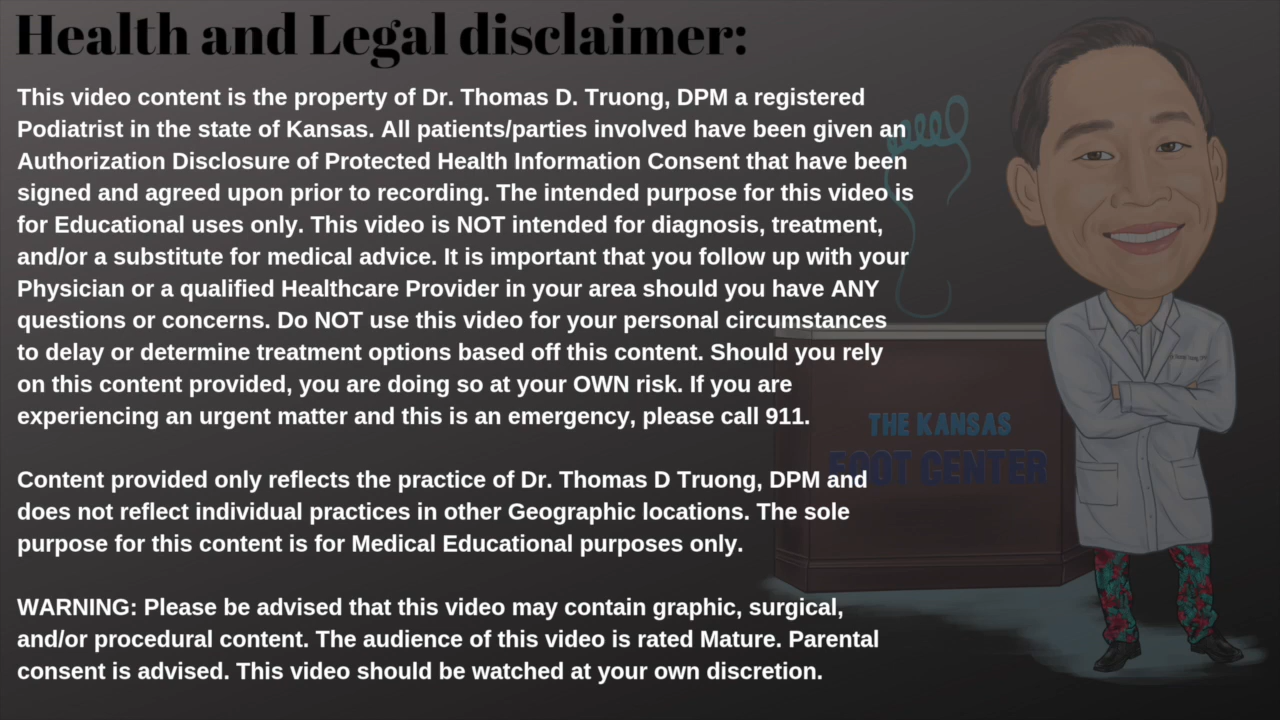 Health and Legal disclaimer:
This video content is the property of Dr. Thomas D. Truong, DPM a registered
Podiatrist in the state of Kansas. All patients/parties involved have been given an
Authorization Disclosure of Protected Health Information Consent that have been
signed and agreed upon prior to recording. The intended purpose for this video is
for Educational uses only. This video is NOT intended for diagnosis, treatment,
and/or a substitute for medical advice. It is important that you follow up with your
Physician or a qualified Healthcare Provider in your area should you have ANY
questions or concerns. Do NOT use this video for your personal circumstances
to delay or determine treatment options based off this content. Should you rely
on this content provided, you are doing so at your OWN risk. If you are
experiencing an urgent matter and this is an emergency, please call 911.
Content provided only reflects the practice of Dr. Thomas D Truong, DPM and
does not reflect individual practices in other Geographic locations. The sole
purpose for this content is for Medical Educational purposes only.
WARNING: Please be advised that this video may contain graphic, surgical,
and/or procedural content. The audience of this video is rated Mature. Parental
consent is advised. This video should be watched at your own discretion.
THE KANSAS
FOOT CENTER